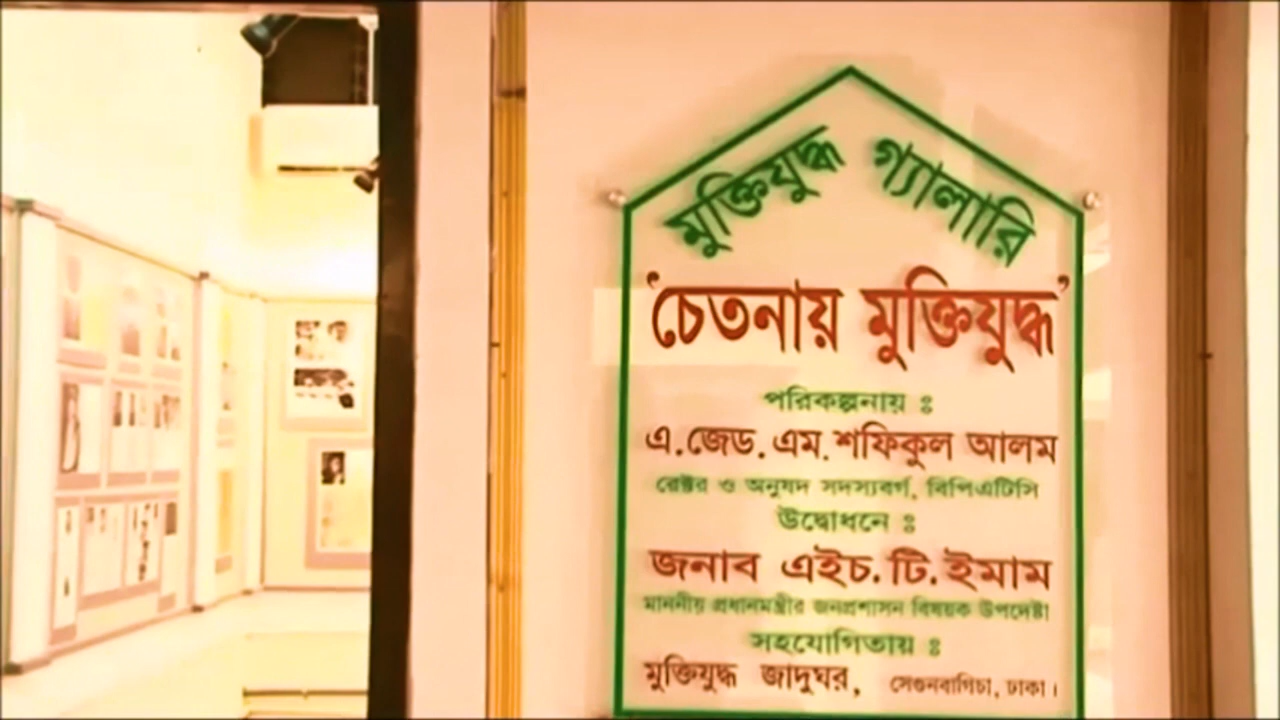 মুক্তিযুদ্ধ গ্যালারি
'চেতনায় মুক্তিযুদ্ধ'
পরিকল্পনায় ঃ
এ.জেড.এম.শফিকুল আলম
রেক্টর ও অনুষদ সদস্যবর্গ, বিপিএটিসি
উদ্বোধনে ঃ
জনাব এইচ.টি.ইমাম
মাননীয় প্রধানমন্ত্রীর জনপ্রশাসন বিষয়ক উপদেষ্টা
সহযোগিতায় ঃ
মুক্তিযুদ্ধ জাদুঘর, সেগুনবাগিচা, ঢাকা।